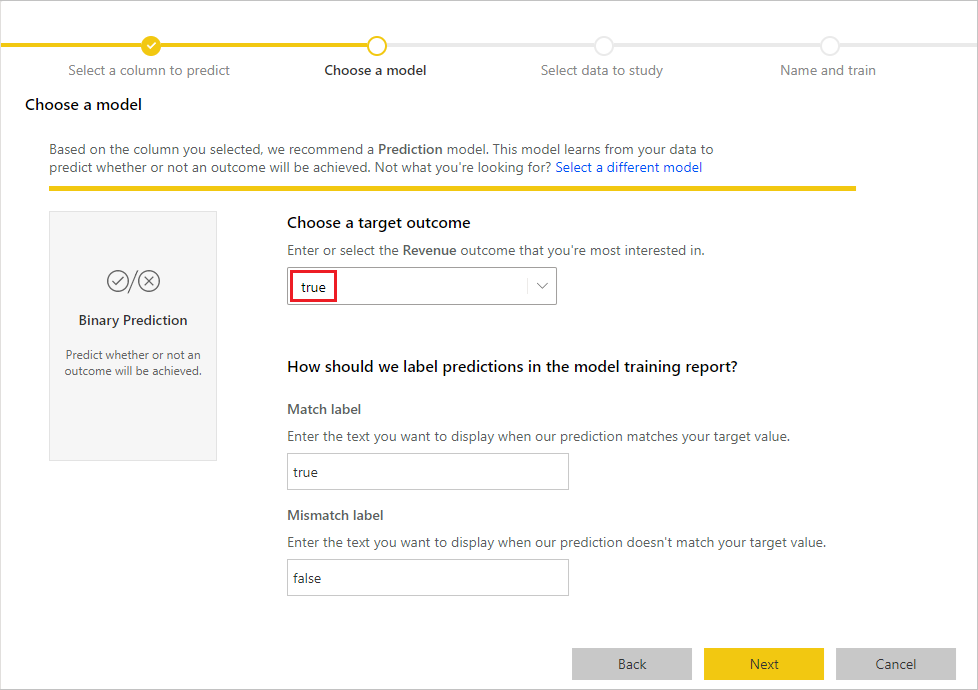 Select a column to predict
Choose a model
Select data to study
Name and train
Choose a model
Based on the column you selected, we recommend a Prediction model. This model learns from your data to
predict whether or not an outcome will be achieved. Not what you're looking for? Select a different model
Binary Prediction
Predict whether or not an
outcome will be achieved.
Choose a target outcome
Enter or select the Revenue outcome that you're most interested in.
true
How should we label predictions in the model training report?
Match label
Enter the text you want to display when our prediction matches your target value.
true
Mismatch label
Enter the text you want to display when our prediction doesn't match your target value.
false
Back
Next
Cancel